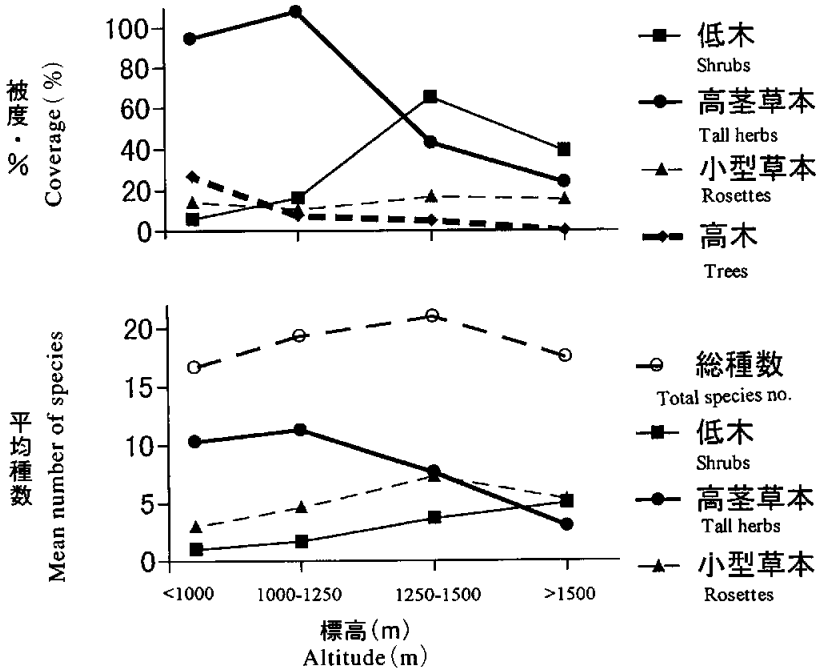 被度・%
Coverage (%)
100
80
60
40
20
0
低木
Shrubs
高茎草本
Tall herbs
小型草本
Rosettes
高木
Trees
平均種数
Mean number of species
20
15
10
5
0
総種数
Total species no.
低木
Shrubs
高茎草本
Tall herbs
小型草本
Rosettes
<1000 1000-1250 1250-1500 >1500
標高(m)
Altitude (m)